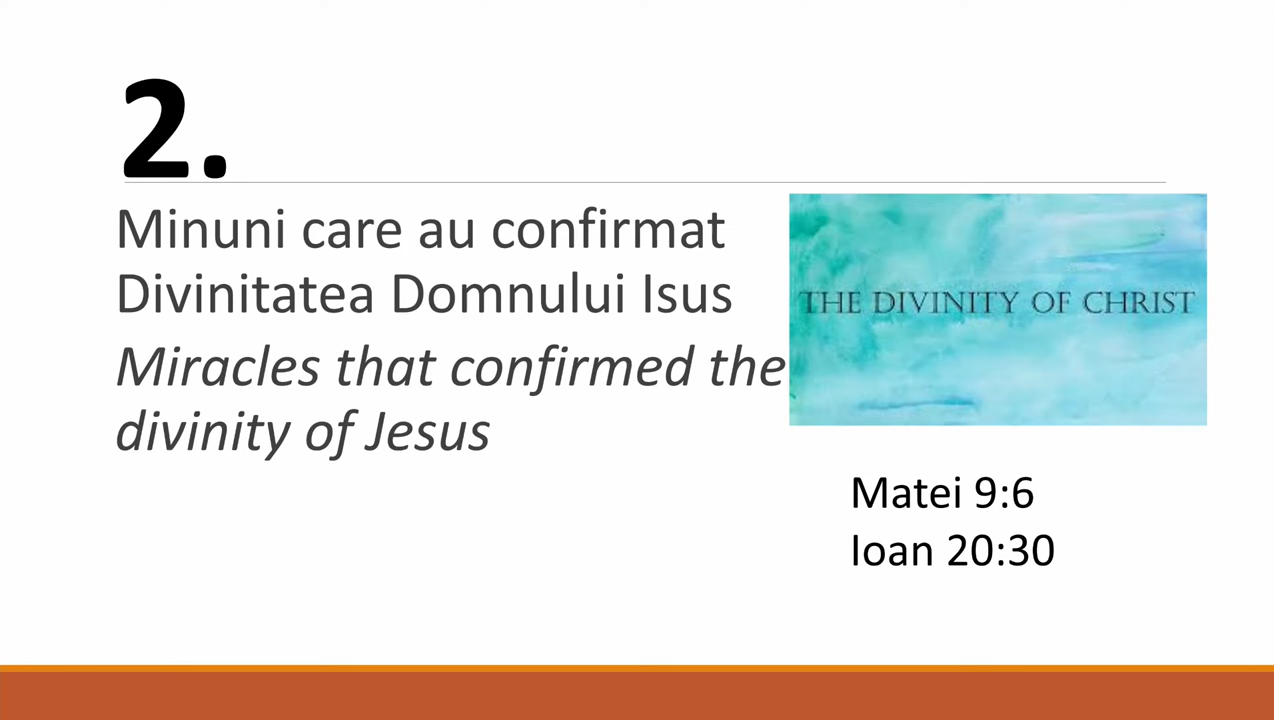 2.
Minuni care au confirmat
Divinitatea Domnului Isus
Miracles that confirmed the
divinity of Jesus
THE DIVINITY OF CHRIST
Matei 9:6
Ioan 20:30